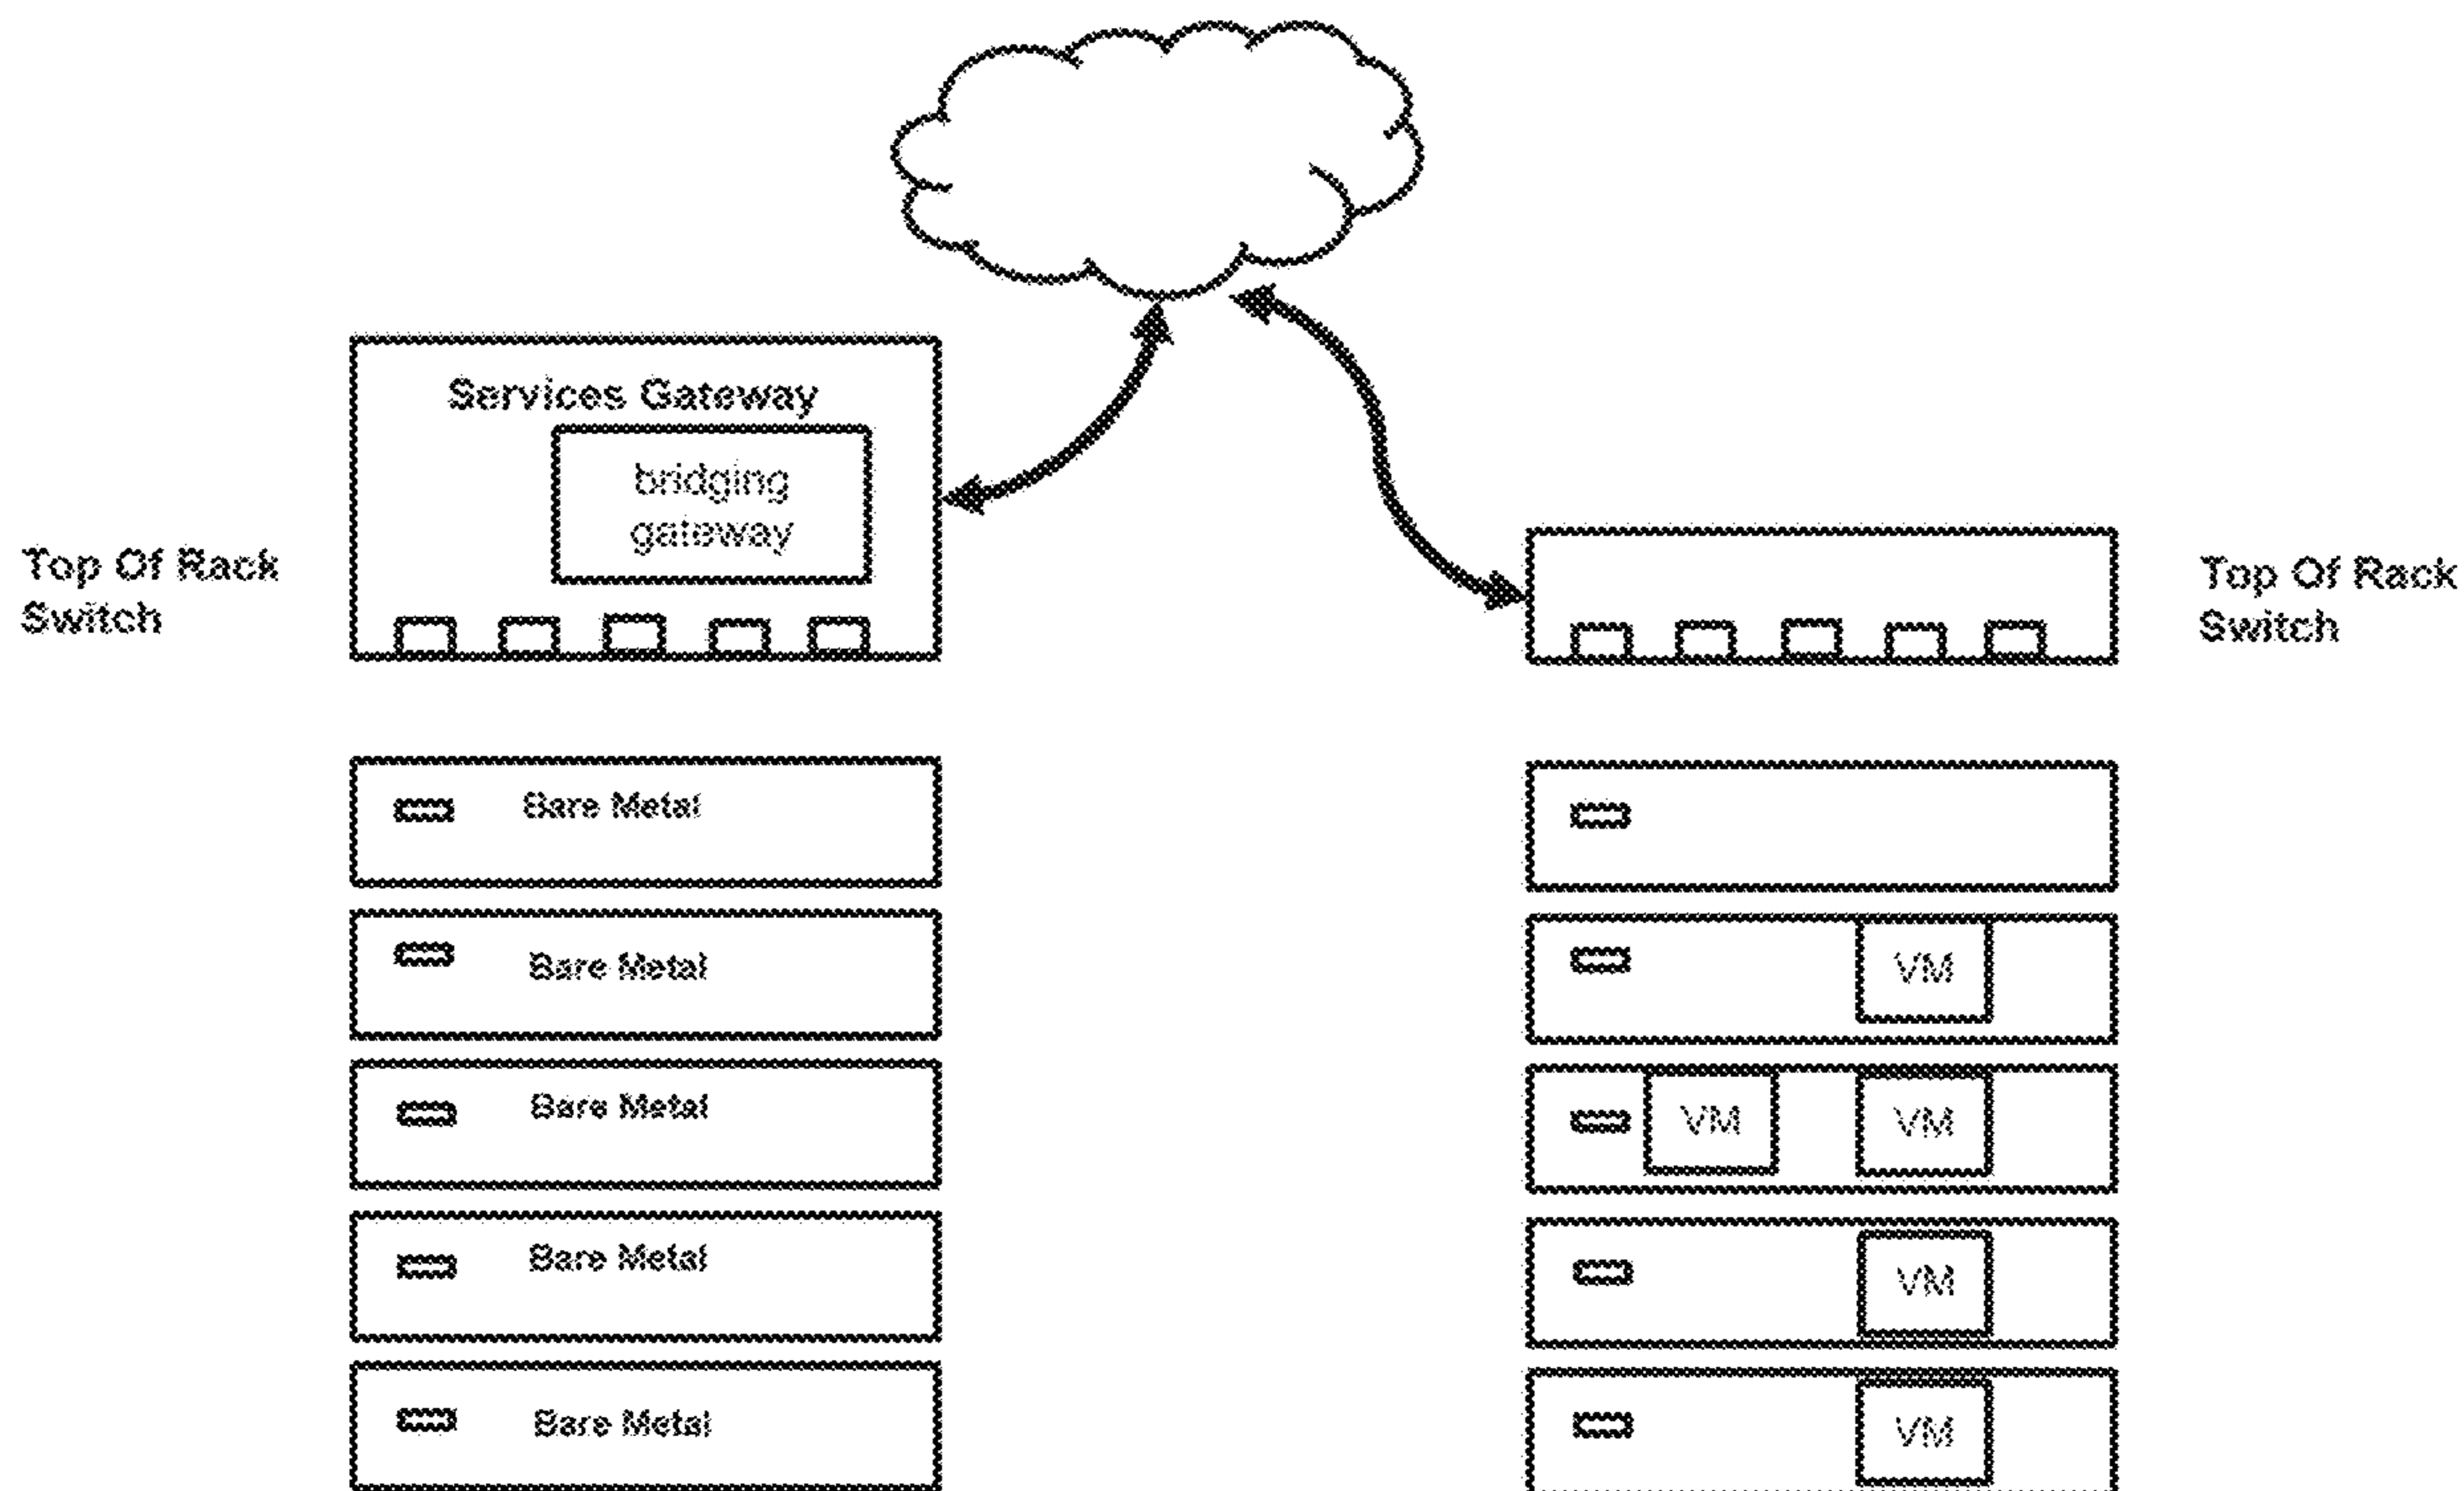 Services Gateway
bridging
gateway
Top Of Rack
Switch
Top Of Rack
Switch
Bare Metal
Bare Metal
VM
Bare Metal
VM
VM
Bare Metal
VM
Bare Metal
VM